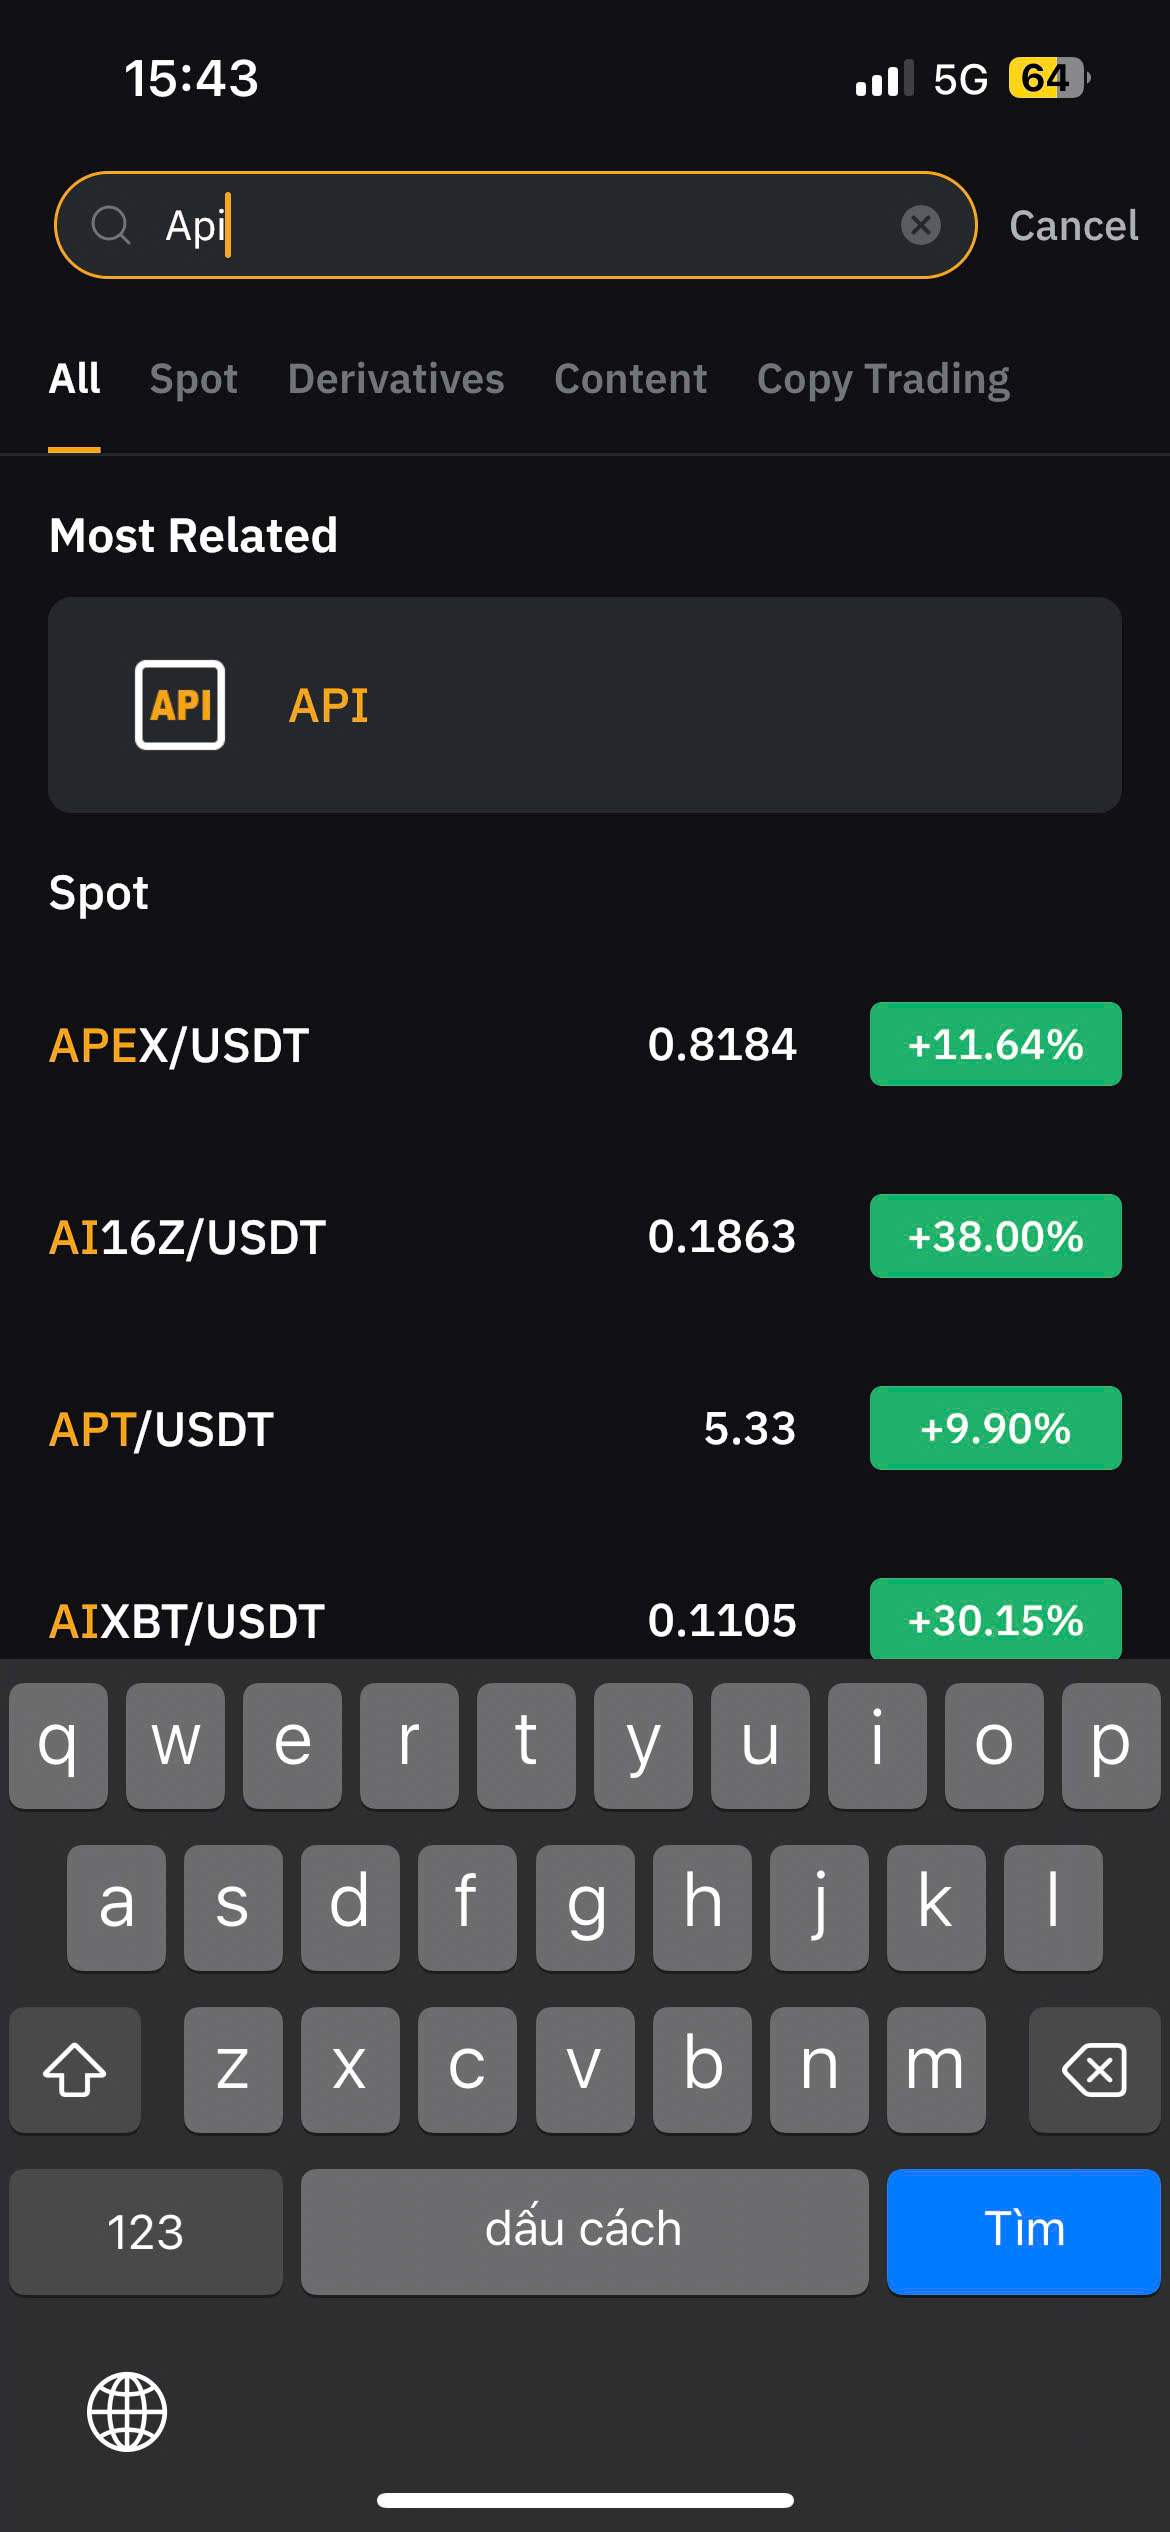 15:43 5G 64
Api Cancel
All Spot Derivatives Content Copy Trading
Most Related
API API
Spot
APEX/USDT 0.8184 +11.64%
AI16Z/USDT 0.1863 +38.00%
APT/USDT 5.33 +9.90%
AIXBT/USDT 0.1105 +30.15%
q w e r t y u i o p
a s d f g h j k l
z x c v b n m
123 dấu cách Tìm